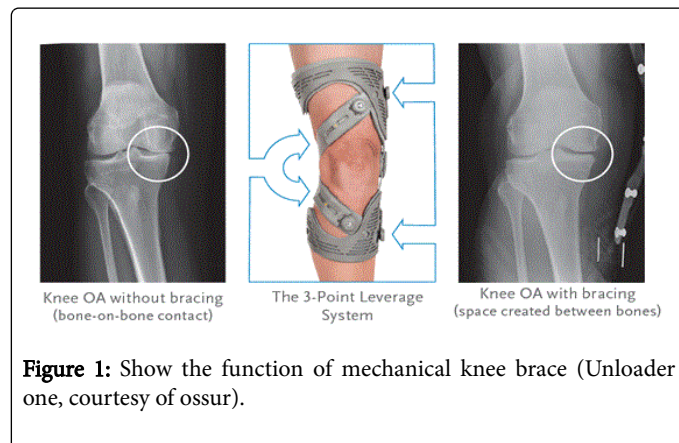 Knee OA without bracing
(bone-on-bone contact)
The 3-Point Leverage
System
Knee OA with bracing
(space created between bones)
Figure 1: Show the function of mechanical knee brace (Unloader
one, courtesy of ossur).